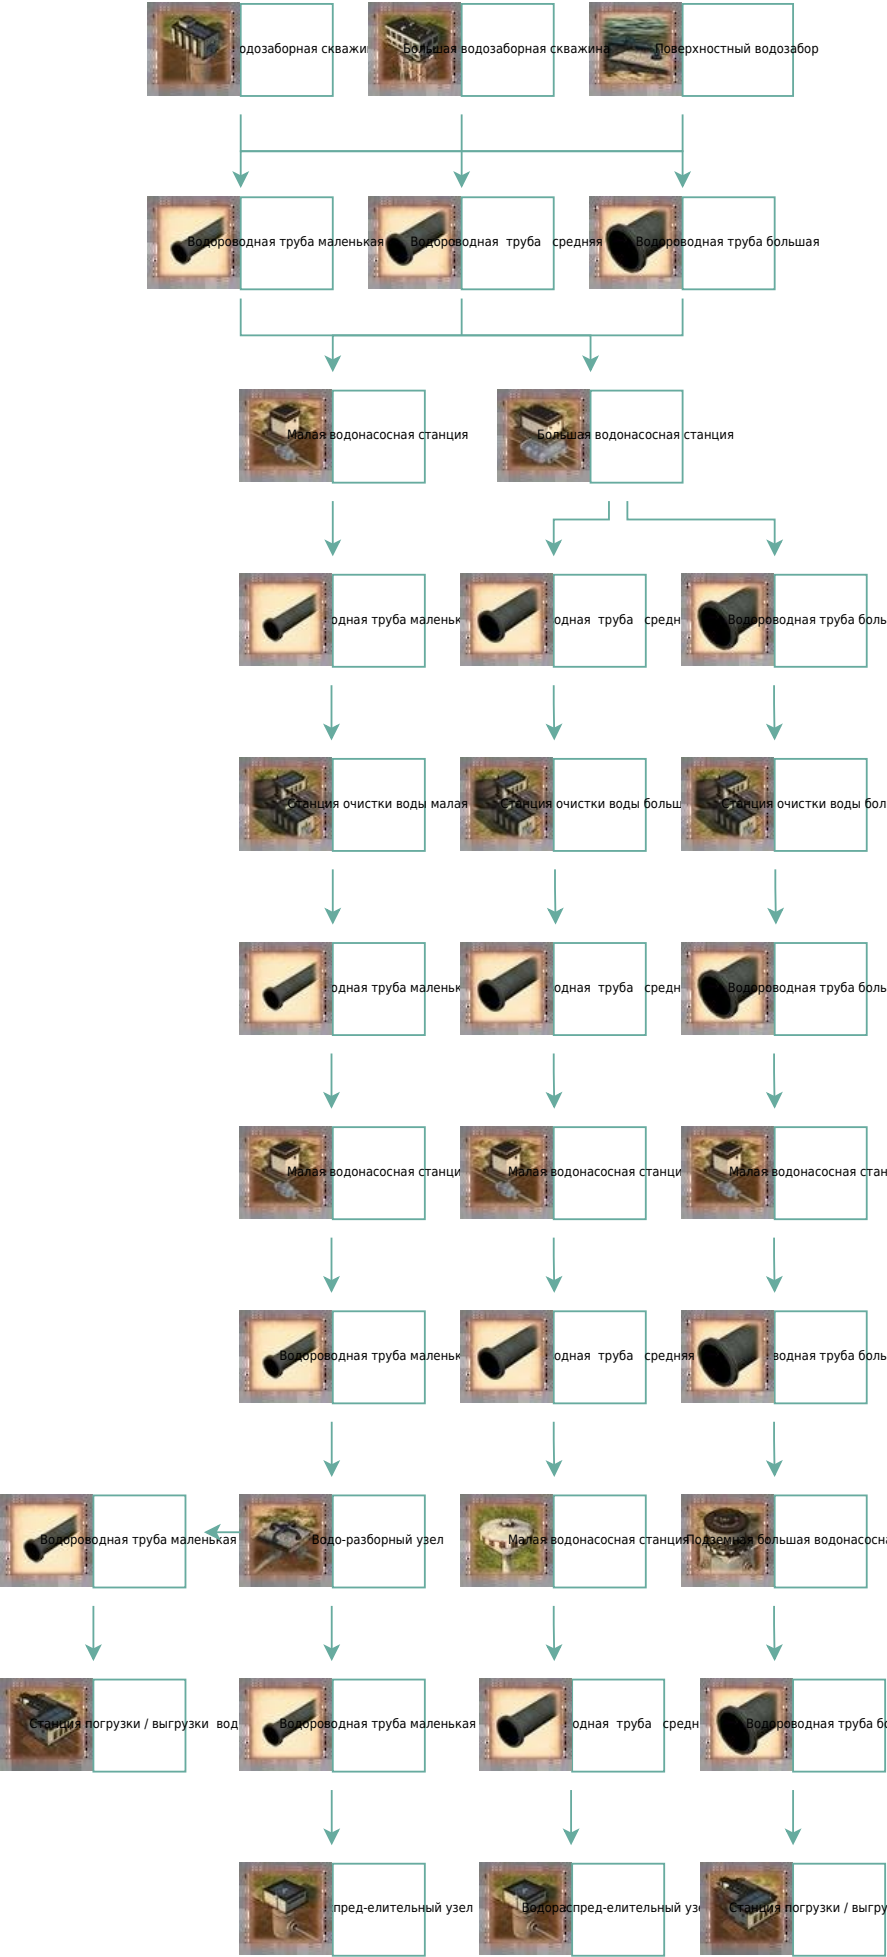 одозаборная скважи
Большая водозаборная скважина
Поверхностный водозабор
Водороводная труба маленькая
Водороводная труба средняя
Водороводная труба большая
Малая водонасосная станция
Большая водонасосная станция
одная труба маленьк
одная труба средн
Водороводная труба боль
Станция очистки воды малая
Станция очистки воды больш
Станция очистки воды бол
одная труба маленьк
одная труба средн
Водороводная труба боль
Малая водонасосная станци
Малая водонасосная станци
Малая водонасосная стан
Водороводная труба маленьк
одная труба средняя
водная труба боль
Водороводная труба маленькая
Водо-разборный узел
Малая водонасосная станция
Подземная большая водонасосна
Станция погрузки / выгрузки вод
Водороводная труба маленькая
одная труба средн
Водороводная труба бо
пред-елительный узел
Водораспред-елительный узе
Станция погрузки / выгру